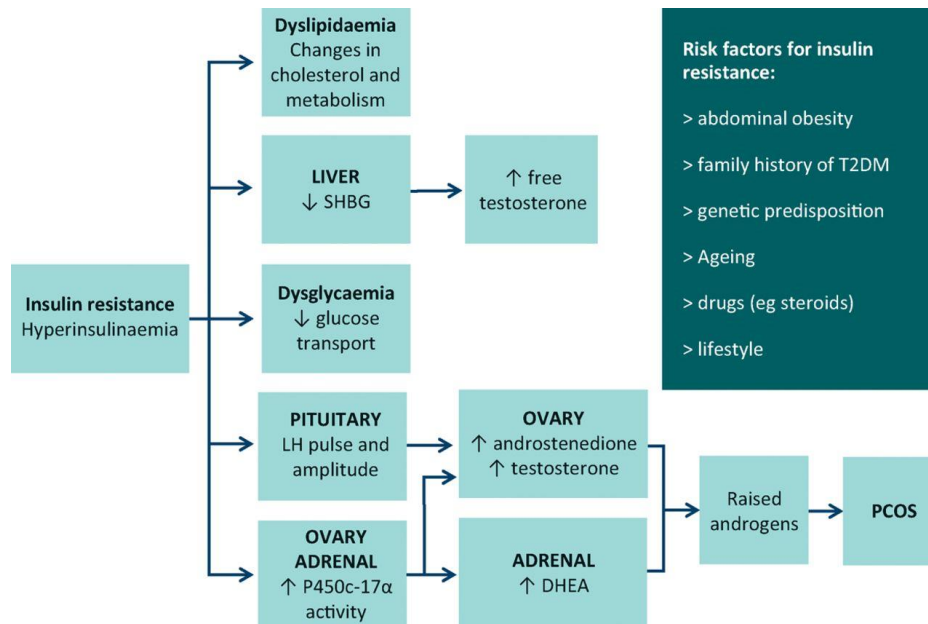 Dyslipidaemia
Changes in
cholesterol and
metabolism
LIVER
↓ SHBG
↑ free
testosterone
Insulin resistance
Hyperinsulinaemia
Dysglycaemia
↓ glucose
transport
PITUITARY
LH pulse and
amplitude
OVARY
↑ androstenedione
↑ testosterone
OVARY
ADRENAL
↑ P450c-17α
activity
ADRENAL
↑ DHEA
Raised
androgens
PCOS
Risk factors for insulin
resistance:
> abdominal obesity
> family history of T2DM
> genetic predisposition
> Ageing
> drugs (eg steroids)
> lifestyle